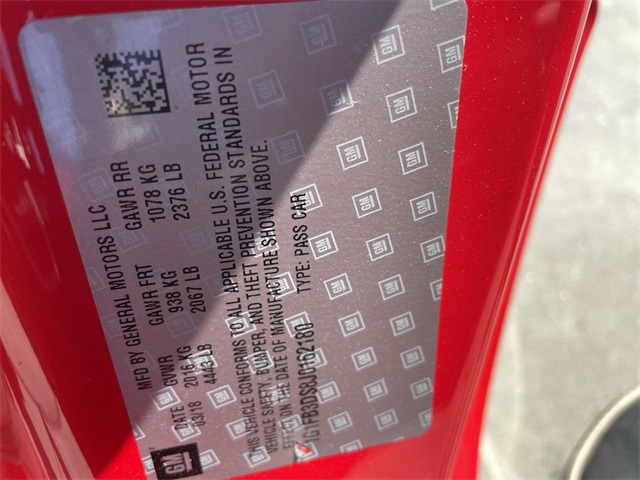 GM
MFD BY GENERAL MOTORS LLC
DATE GVWR GAWR FRT GAWR RR
03/18 2016 KG 938 KG 1078 KG
4443 LB 2067 LB 2376 LB
THIS VEHICLE CONFORMS TO ALL APPLICABLE U.S. FEDERAL MOTOR
VEHICLE SAFETY, BUMPER, AND THEFT PREVENTION STANDARDS IN
EFFECT ON THE DATE OF MANUFACTURE SHOWN ABOVE.
1G1FB3DS8J0182180 TYPE: PASS CAR